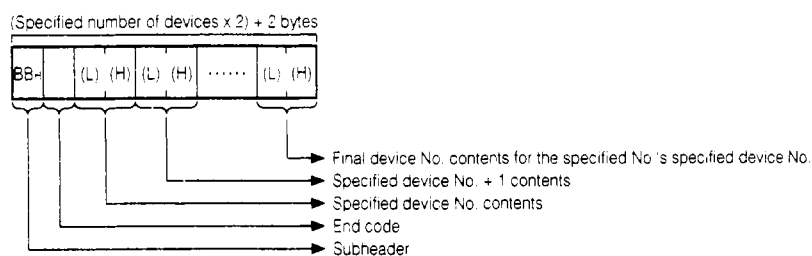 (Specified number of devices x 2) + 2 bytes
BBH (L) (H) (L) (H) ...... (L) (H)
Final device No. contents for the specified No.'s specified device No.
Specified device No. + 1 contents
Specified device No. contents
End code
Subheader